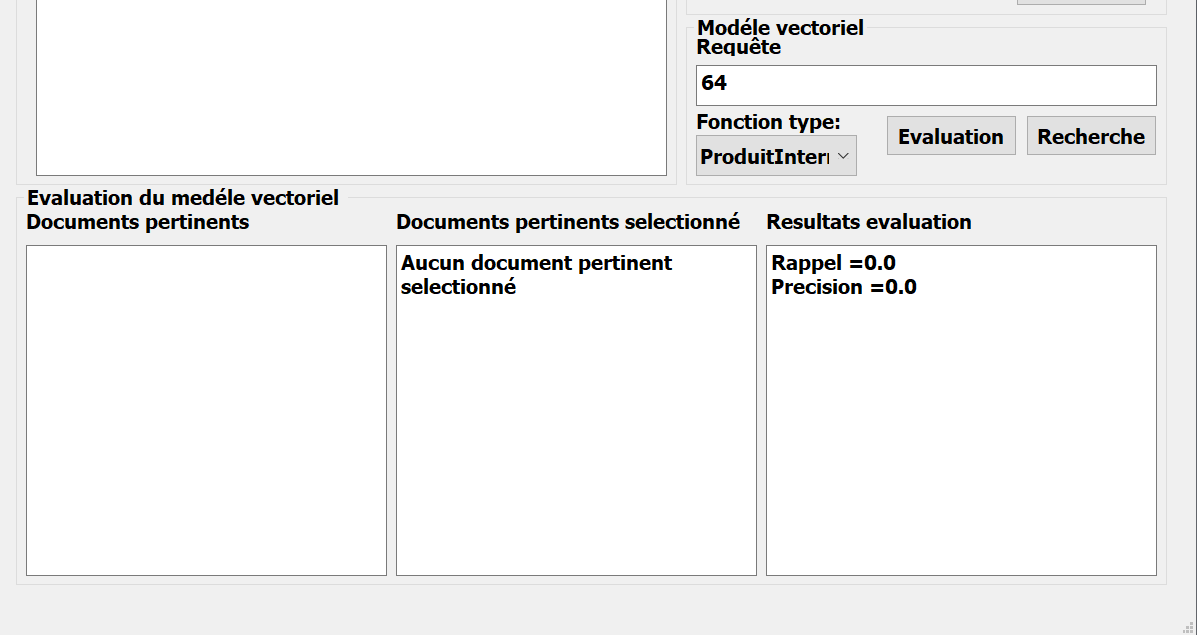 Modéle vectoriel
Requête
64
Fonction type:
Evaluation
Recherche
Evaluation du medéle vectoriel
Documents pertinents
Documents pertinents selectionné
Resultats evaluation
Aucun document pertinent
selectionné
Rappel =0.0
Precision =0.0